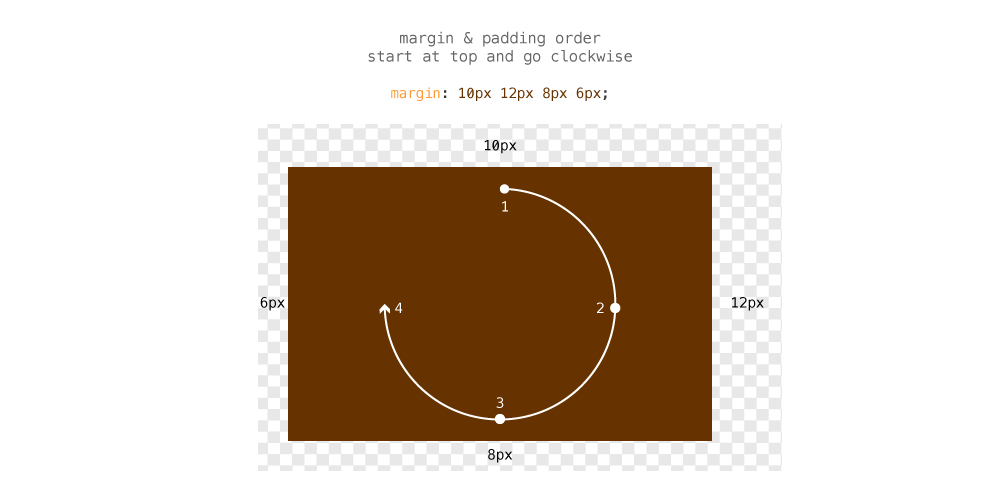 margin & padding order
start at top and go clockwise
margin: 10px 12px 8px 6px;
10px
1
6px
4
2
12px
3
8px